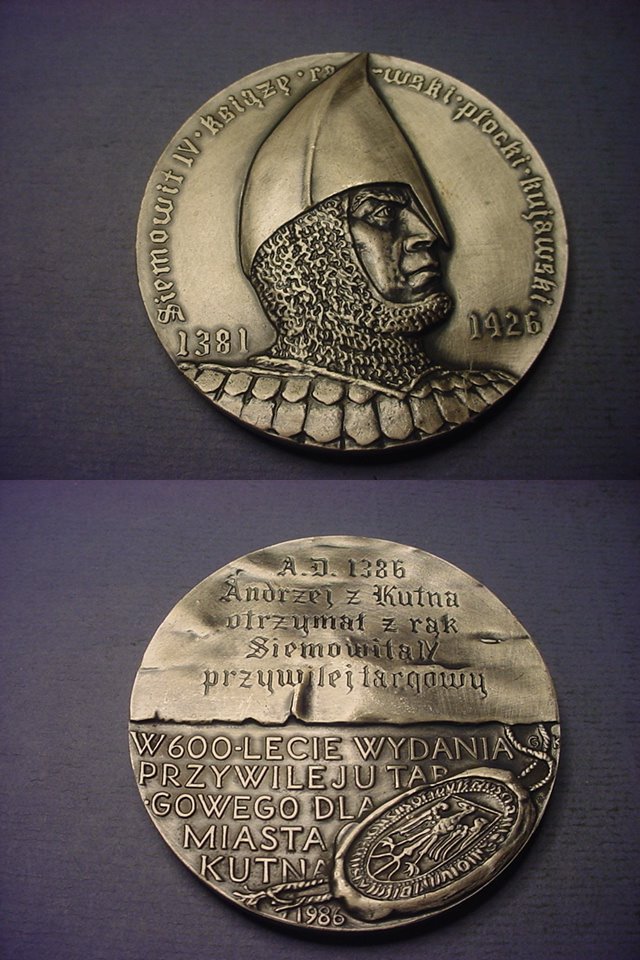 Siemowit IV · książę · ra -wski · płocki · kujawski
1381
1426
A.D. 1386
Andrzej z Kutna
otrzymał z rąk
Siemowita IV
przywilej targowy
W 600-LECIE WYDANIA
PRZYWILEJU TAR
·GOWEGO DLA
MIASTA
KUTNA
1986